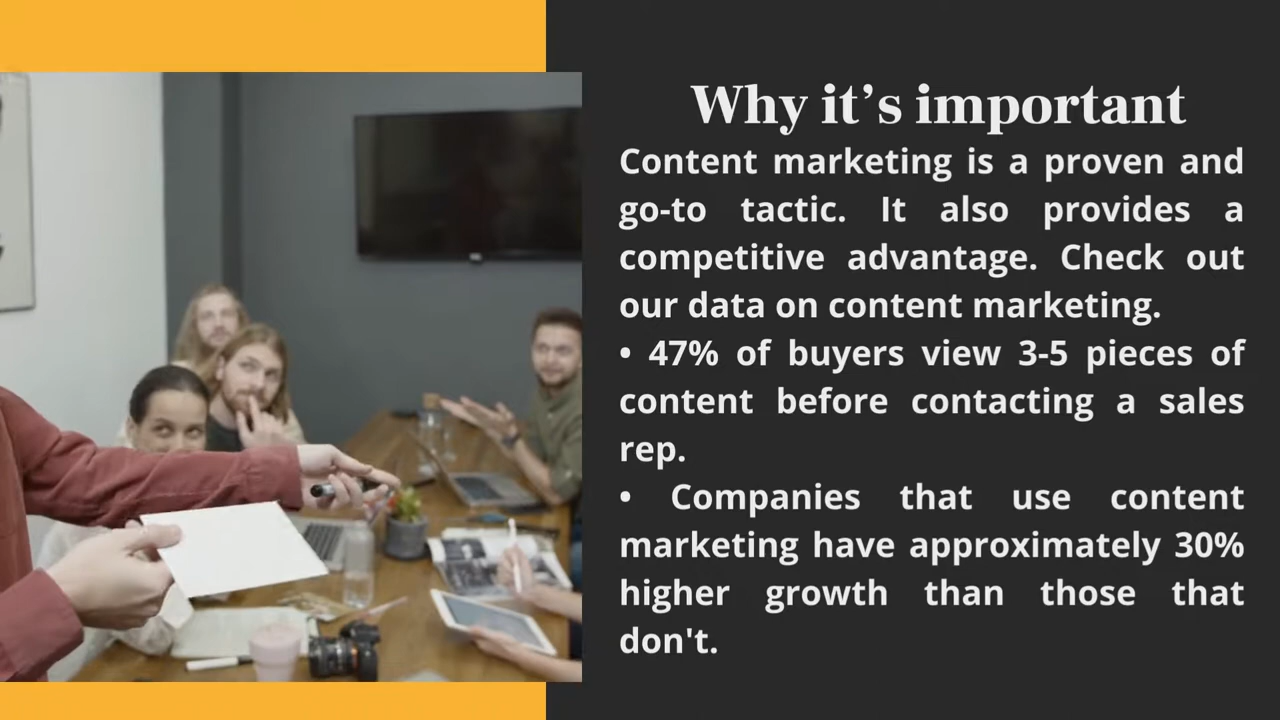 Why it’s important
Content marketing is a proven and
go-to tactic. It also provides a
competitive advantage. Check out
our data on content marketing.
• 47% of buyers view 3-5 pieces of
content before contacting a sales
rep.
• Companies that use content
marketing have approximately 30%
higher growth than those that
don't.